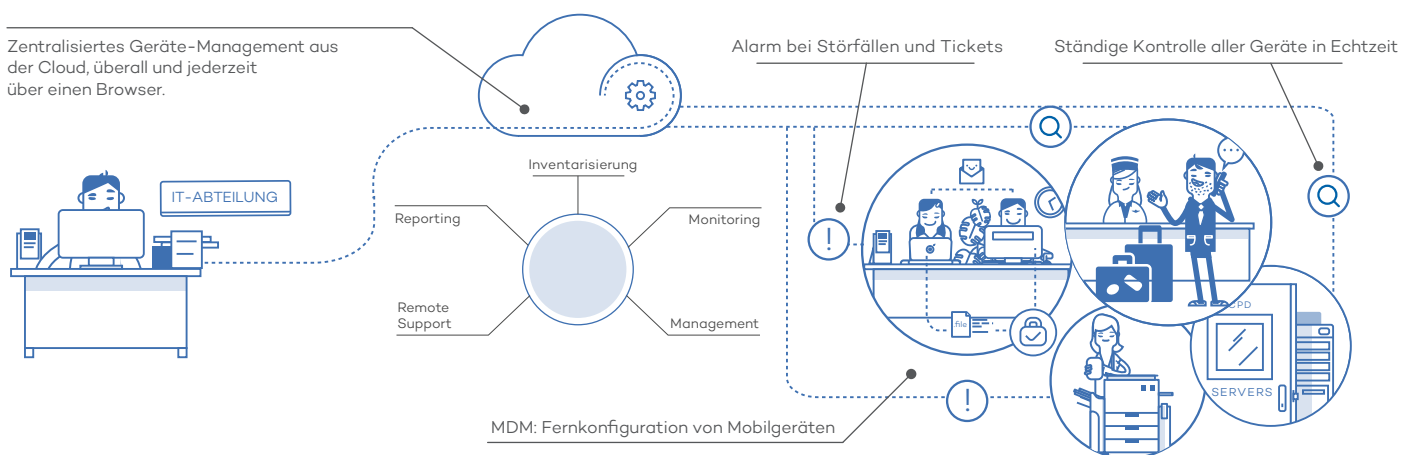 Zentralisiertes Geräte-Management aus
der Cloud, überall und jederzeit
über einen Browser.
Alarm bei Störfällen und Tickets
Ständige Kontrolle aller Geräte in Echtzeit
IT-ABTEILUNG
Inventarisierung
Reporting
Monitoring
Remote
Support
Management
.file
CPD
SERVERS
MDM: Fernkonfiguration von Mobilgeräten